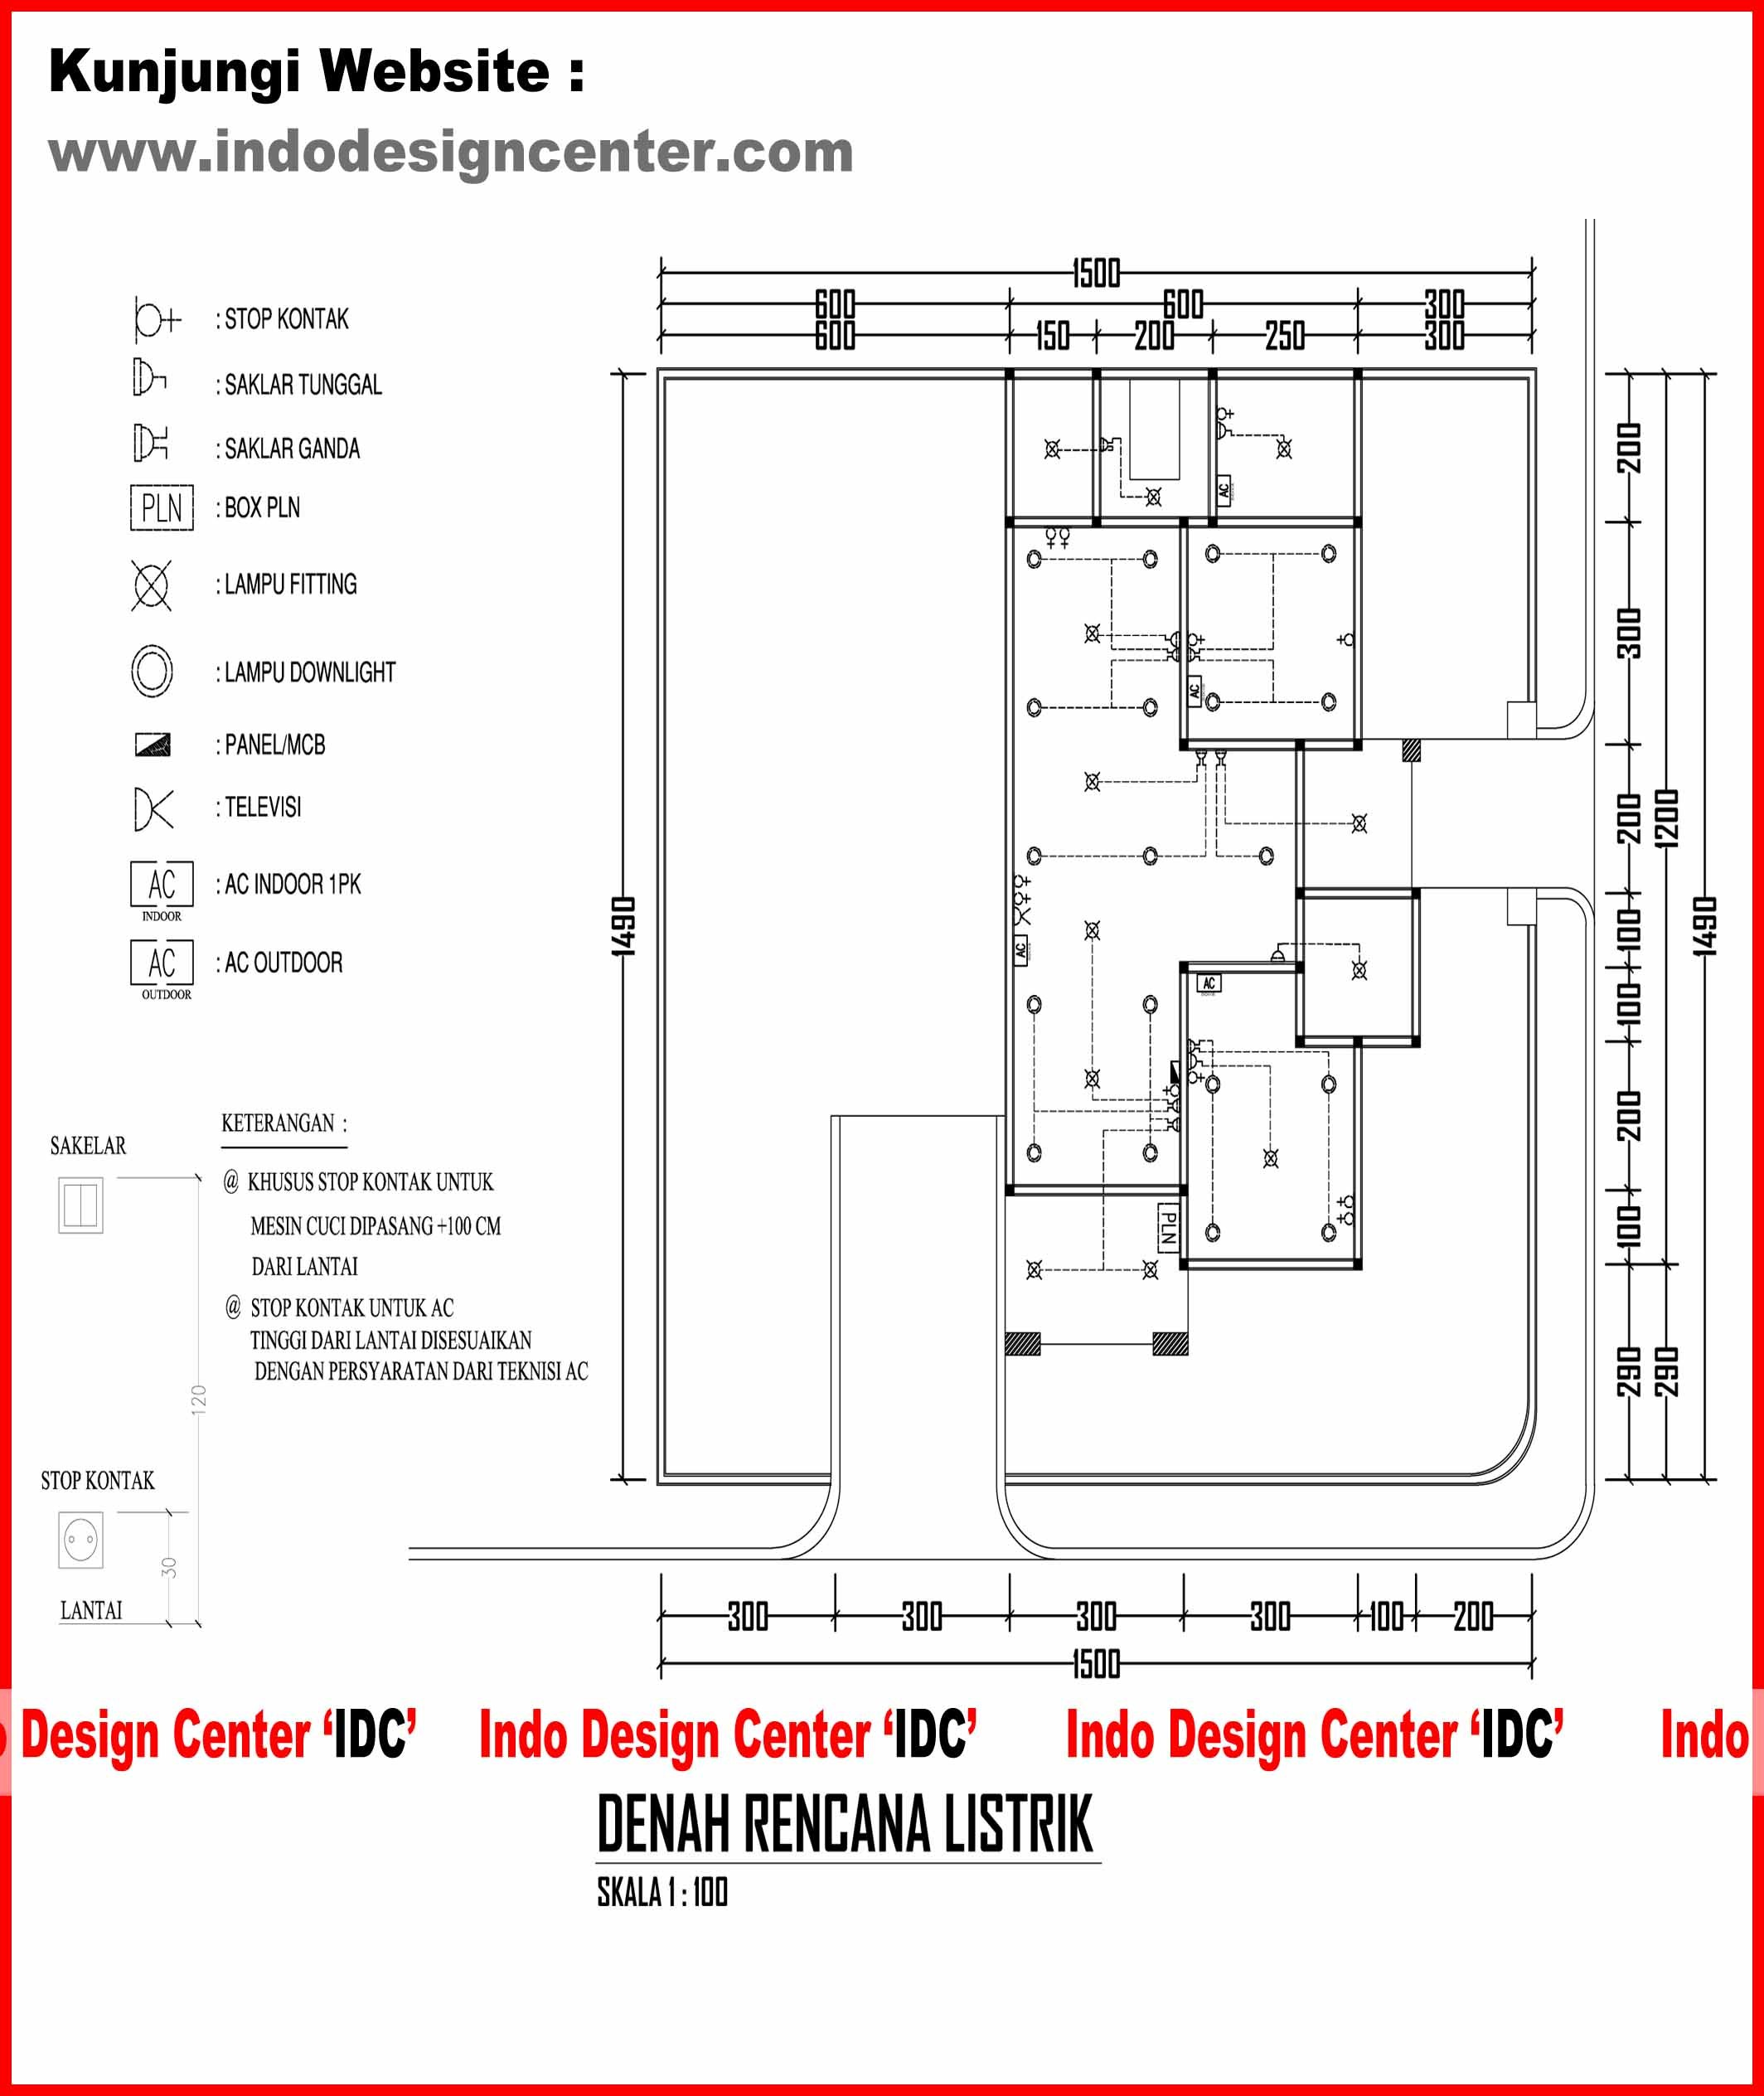 Kunjungi Website :
www.indodesigncenter.com
: STOP KONTAK
: SAKLAR TUNGGAL
: SAKLAR GANDA
PLN : BOX PLN
: LAMPU FITTING
: LAMPU DOWNLIGHT
: PANEL/MCB
: TELEVISI
AC : AC INDOOR 1PK
INDOOR
AC : AC OUTDOOR
OUTDOOR
KETERANGAN :
@ KHUSUS STOP KONTAK UNTUK
MESIN CUCI DIPASANG +100 CM
DARI LANTAI
@ STOP KONTAK UNTUK AC
TINGGI DARI LANTAI DISESUAIKAN
DENGAN PERSYARATAN DARI TEKNISI AC
SAKELAR
120
STOP KONTAK
30
LANTAI
1500
600 600 300
600 150 200 250 300
1490
AC
AC
AC
AC
PLN
200
300
200
100
100
200
100
290
1200
290
1490
300 300 300 300 100 200
1500
Design Center ‘IDC’ Indo Design Center ‘IDC’ Indo Design Center ‘IDC’ Indo
DENAH RENCANA LISTRIK
SKALA 1 : 100